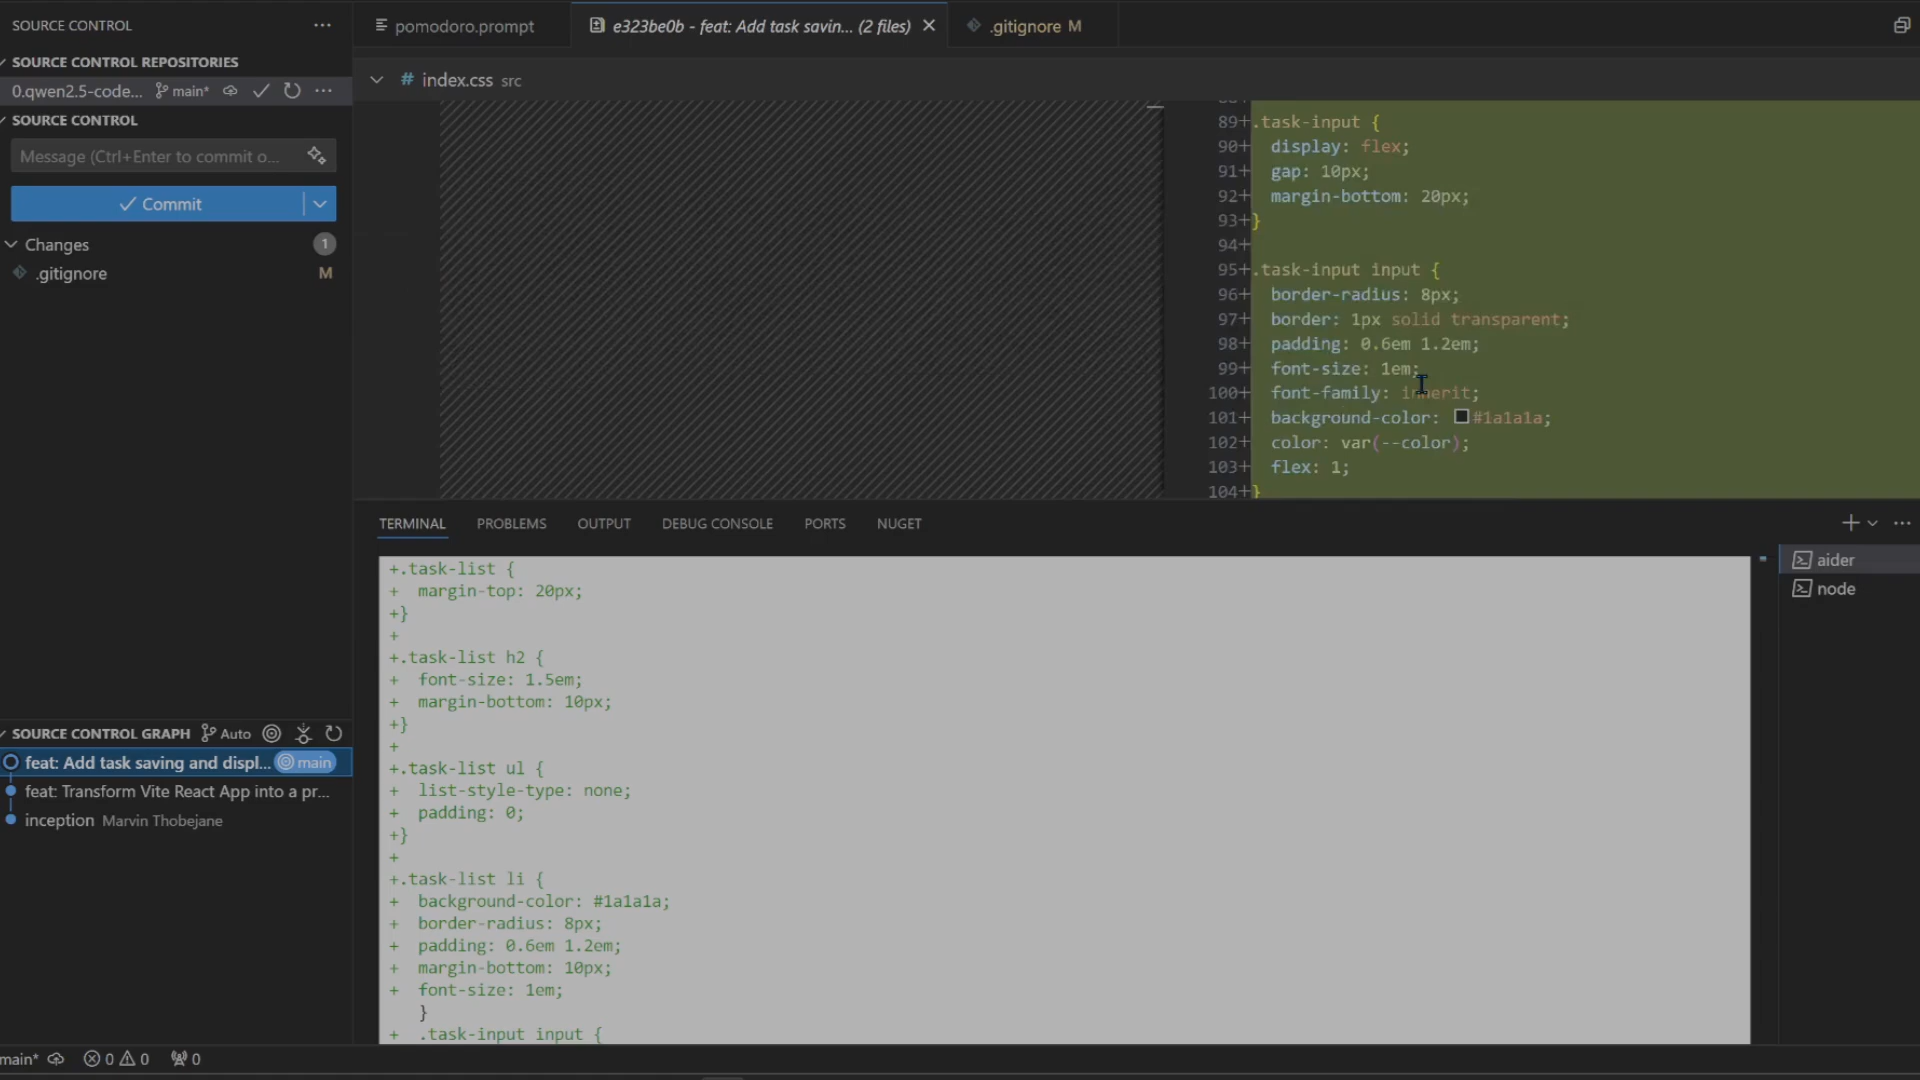 SOURCE CONTROL
pomodoro.prompt
e323be0b - feat: Add task savin... (2 files)
.gitignore M
SOURCE CONTROL REPOSITORIES
0.qwen2.5-code... main*
SOURCE CONTROL
Message (Ctrl+Enter to commit o...
Commit
Changes 1
.gitignore M
SOURCE CONTROL GRAPH Auto
feat: Add task saving and displ... main
feat: Transform Vite React App into a pr...
inception Marvin Thobejane
# index.css src
89+ .task-input {
90+ display: flex;
91+ gap: 10px;
92+ margin-bottom: 20px;
93+ }
94+
95+ .task-input input {
96+ border-radius: 8px;
97+ border: 1px solid transparent;
98+ padding: 0.6em 1.2em;
99+ font-size: 1em;
100+ font-family: inherit;
101+ background-color: #1a1a1a;
102+ color: var(--color);
103+ flex: 1;
104+ }
TERMINAL PROBLEMS OUTPUT DEBUG CONSOLE PORTS NUGET
+.task-list {
+ margin-top: 20px;
+}
+
+.task-list h2 {
+ font-size: 1.5em;
+ margin-bottom: 10px;
+}
+
+.task-list ul {
+ list-style-type: none;
+ padding: 0;
+}
+
+.task-list li {
+ background-color: #1a1a1a;
+ border-radius: 8px;
+ padding: 0.6em 1.2em;
+ margin-bottom: 10px;
+ font-size: 1em;
}
+ .task-input input {
aider
node
main* 0 0 0